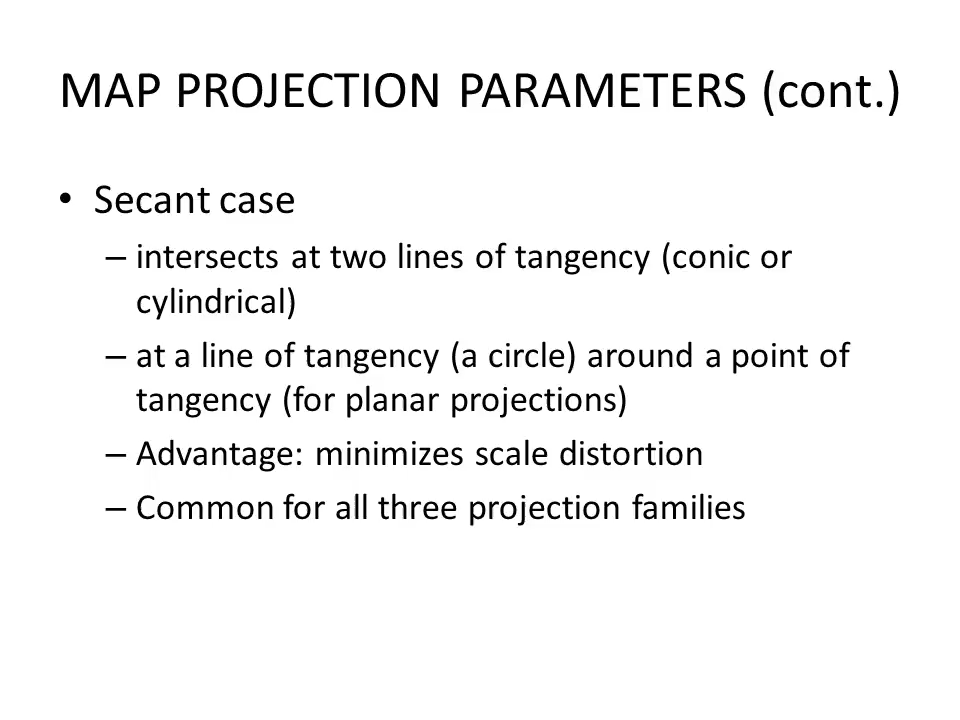 MAP PROJECTION PARAMETERS (cont.)
• Secant case
– intersects at two lines of tangency (conic or
cylindrical)
– at a line of tangency (a circle) around a point of
tangency (for planar projections)
– Advantage: minimizes scale distortion
– Common for all three projection families